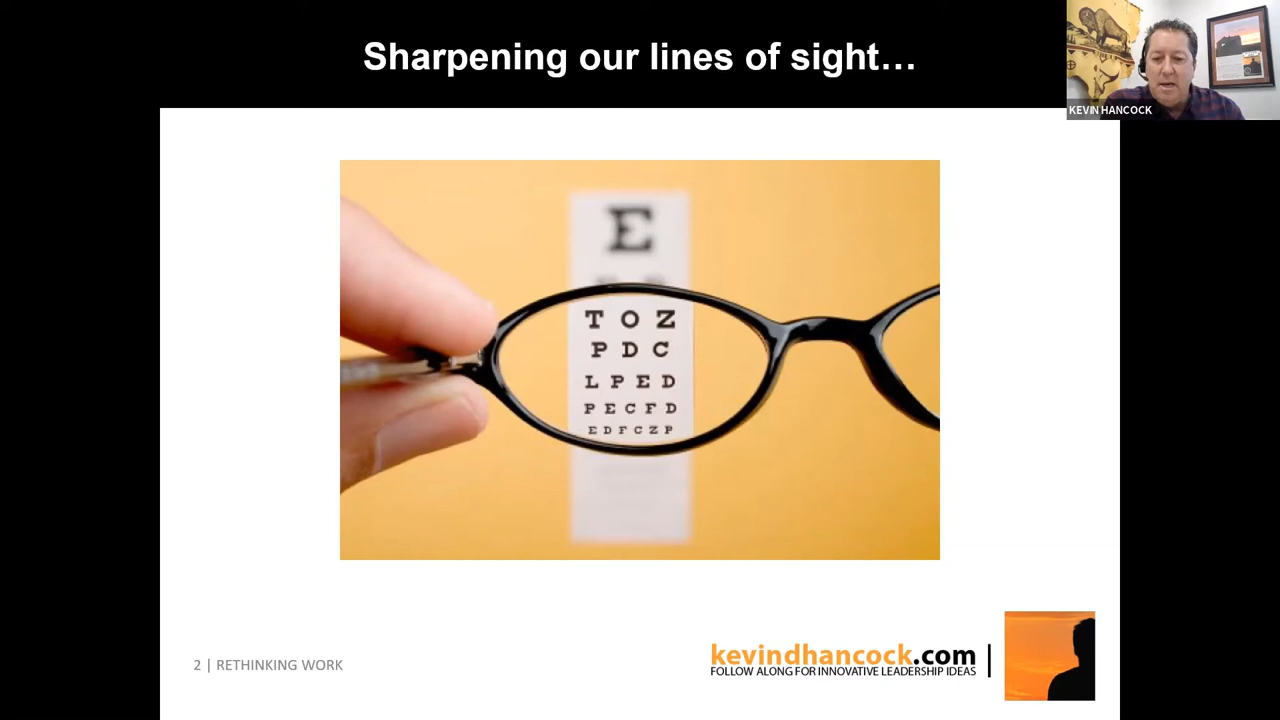 Sharpening our lines of sight…
KEVIN HANCOCK
E
T O Z
P D C
L P E D
P E C F D
E D F C Z P
2 | RETHINKING WORK
kevindhancock.com
FOLLOW ALONG FOR INNOVATIVE LEADERSHIP IDEAS